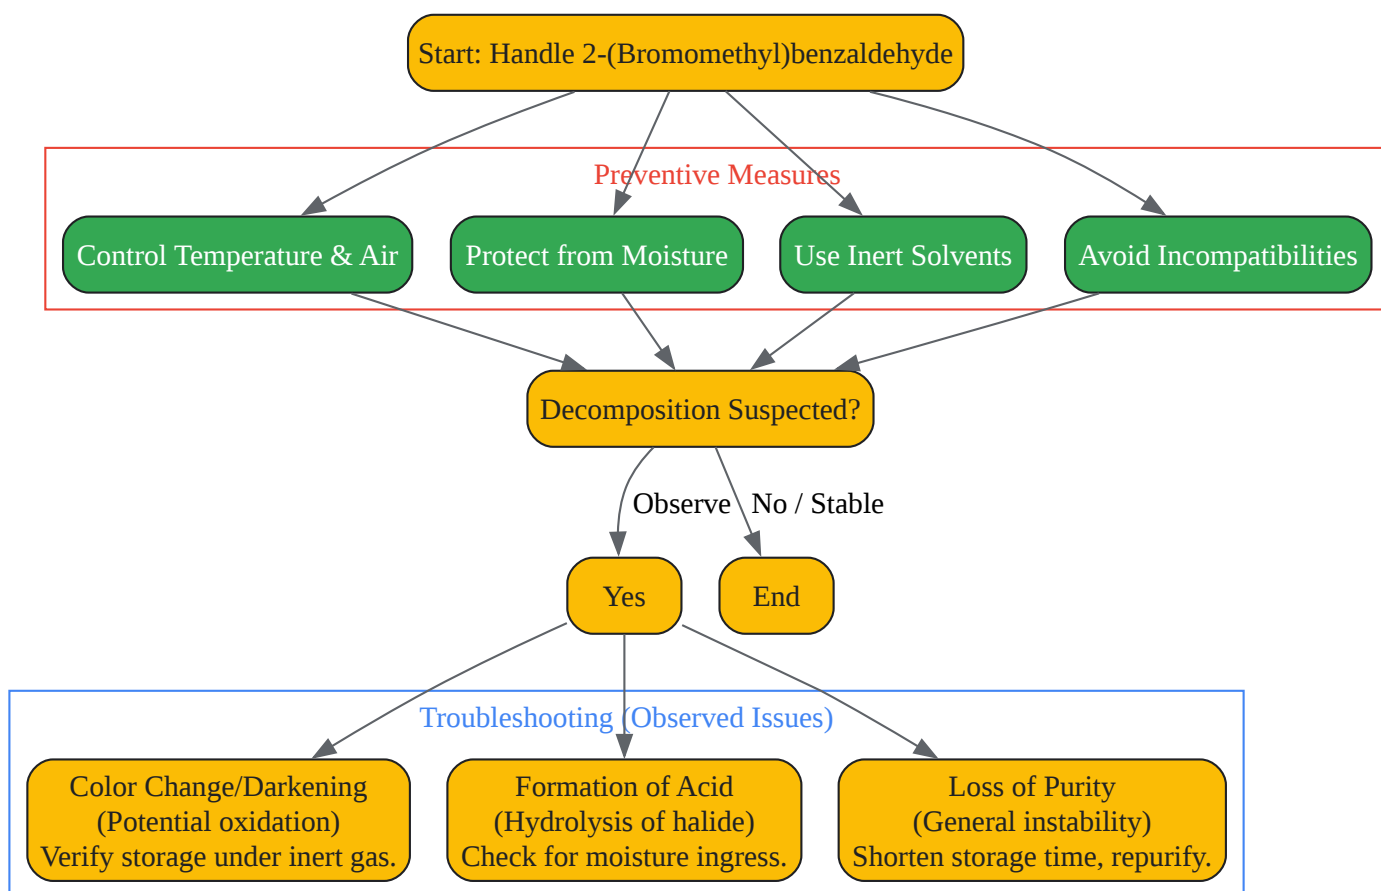 Start: Handle 2-(Bromomethyl)benzaldehyde
Preventive Measures
Control Temperature & Air
Protect from Moisture
Use Inert Solvents
Avoid Incompatibilities
Decomposition Suspected?
Observe
No / Stable
Yes
End
Troubleshooting (Observed Issues)
Color Change/Darkening
(Potential oxidation)
Verify storage under inert gas.
Formation of Acid
(Hydrolysis of halide)
Check for moisture ingress.
Loss of Purity
(General instability)
Shorten storage time, repurify.